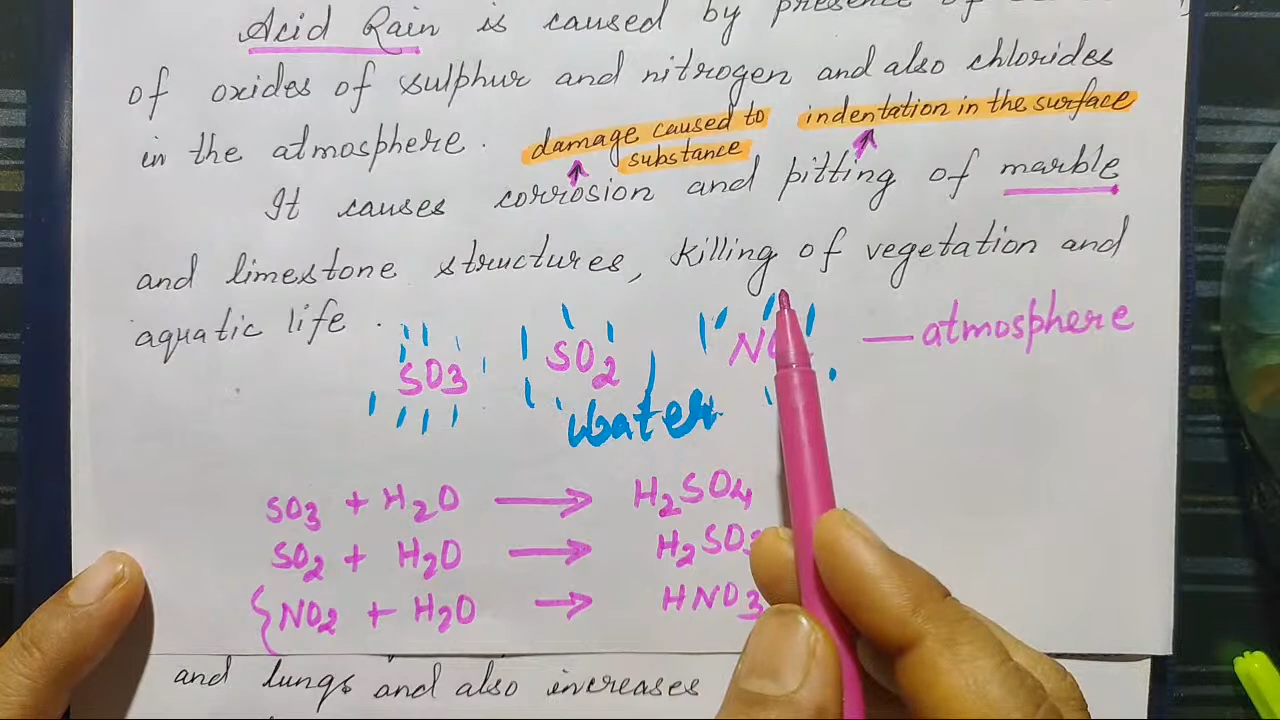 Acid Rain is caused by presence of
of oxides of sulphur and nitrogen and also chlorides
in the atmosphere.
damage caused to
substance
indentation in the surface
It causes corrosion and pitting of marble
and limestone structures, killing of vegetation and
aquatic life.
SO3 SO2 — atmosphere
water
SO3 + H2O → H2SO4
SO2 + H2O → H2SO3
{NO2 + H2O → HNO3
and lungs and also increases